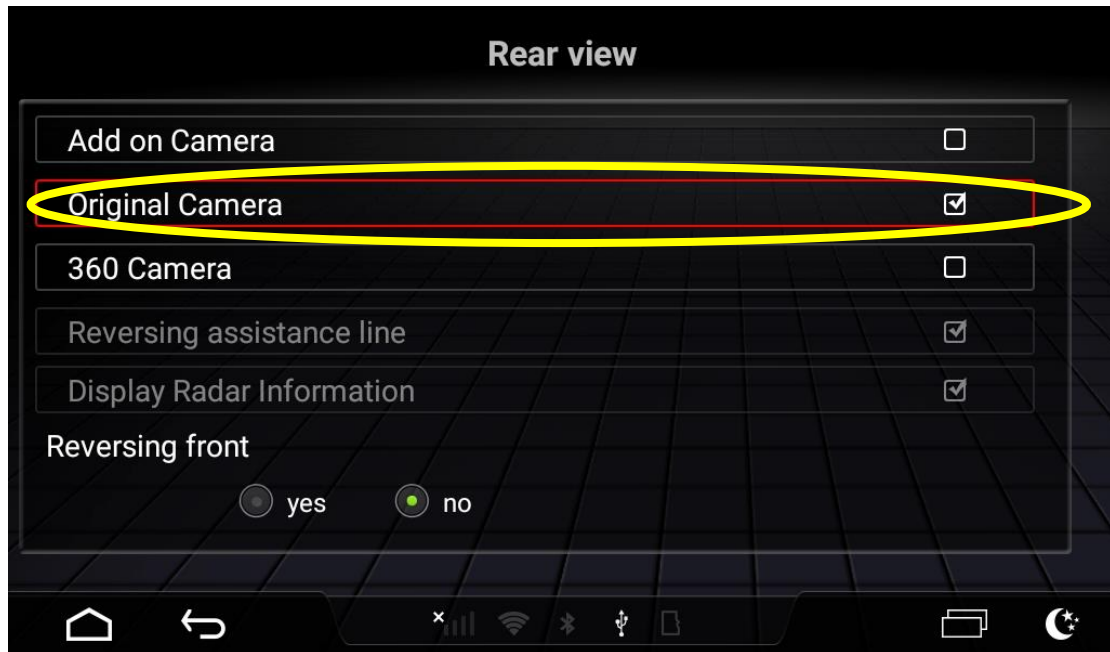 Rear view
Add on Camera
Original Camera
360 Camera
Reversing assistance line
Display Radar Information
Reversing front
yes no